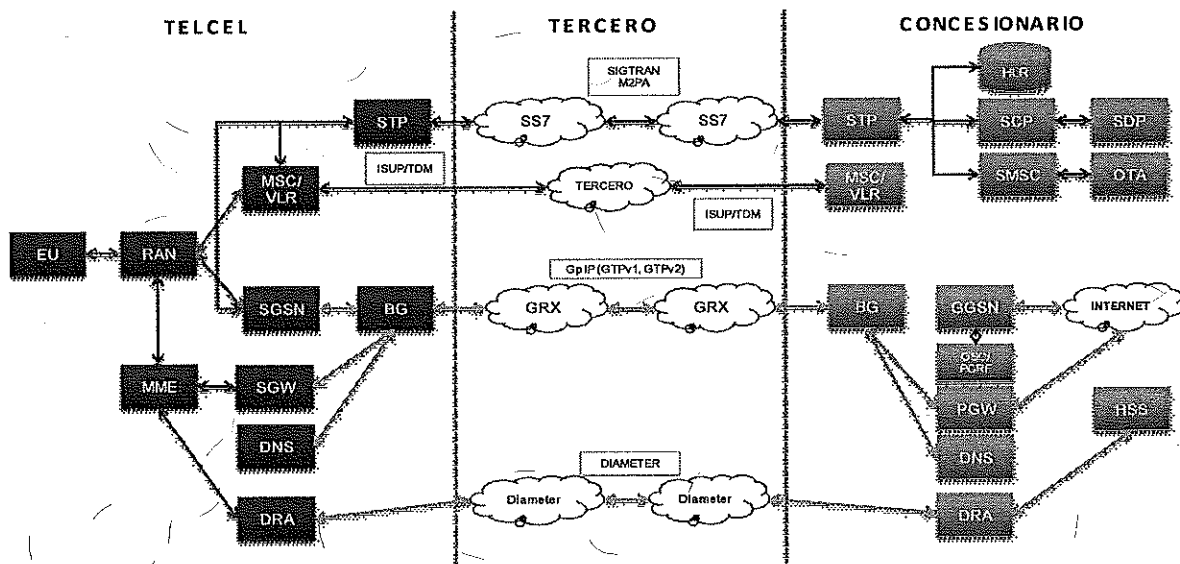 TELCEL
TERCERO
CONCESIONARIO
SIGTRAN
M2PA
HLR
STP
SS7
SS7
STP
SCP
SDP
ISUP/TDM
MSC/
VLR
TERCERO
MSC/
VLR
SMSC
OTA
ISUP/TDM
EU
RAN
GpIP (GTPv1, GTPv2)
SGSN
BG
GRX
GRX
BG
GGSN
INTERNET
PCRF
MME
SGW
PGW
HSS
DNS
DNS
DIAMETER
DRA
Diameter
Diameter
DRA